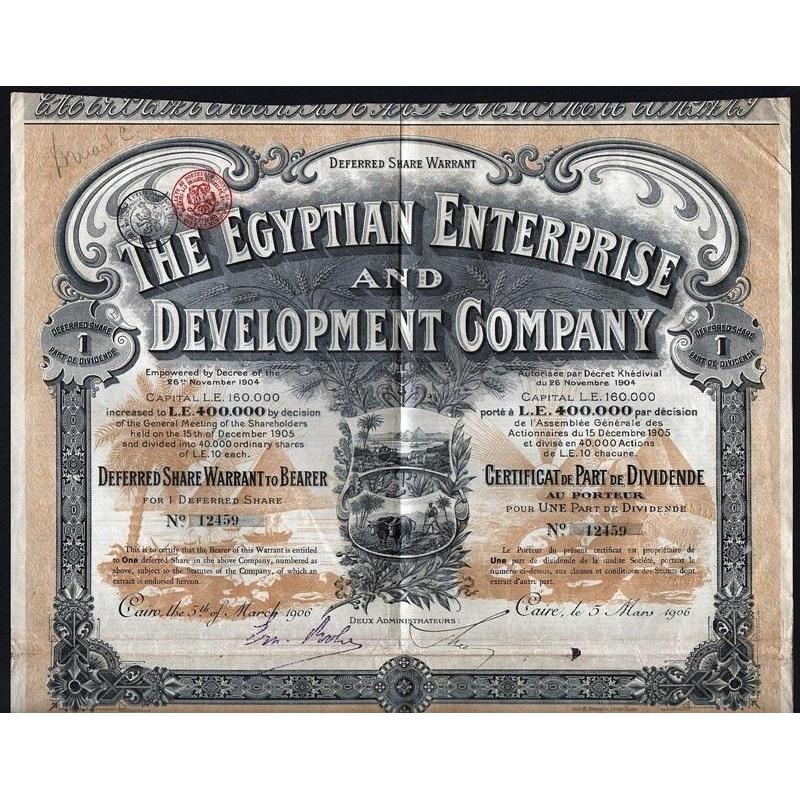 DEFERRED SHARE WARRANT
THE EGYPTIAN ENTERPRISE
AND
DEVELOPMENT COMPANY
DEFERRED SHARE
1
PART DE DIVIDENDE
DEFERRED SHARE
1
PART DE DIVIDENDE
Empowered by Decree of the
26th November 1904
CAPITAL L.E. 160.000
increased to L.E. 400.000 by decision
of the General Meeting of the Shareholders
held on the 15th of December 1905
and divided into 40.000 ordinary shares
of L.E. 10 each.
DEFERRED SHARE WARRANT TO BEARER
FOR 1 DEFERRED SHARE
No 12459
This is to certify that the Bearer of this Warrant is entitled
to One deferred Share in the above Company, numbered as
above, subject to the Statutes of the Company, of which an
extract is endorsed hereon.
Cairo, the 5th of March 1906
Autorisée par Décret Khédivial
du 26 Novembre 1904
CAPITAL L.E. 160.000
porté à L.E. 400.000 par décision
de l'Assemblée Générale des
Actionnaires du 15 Décembre 1905
et divisé en 40.000 Actions
de L.E. 10 chacune.
CERTIFICAT DE PART DE DIVIDENDE
AU PORTEUR
POUR UNE PART DE DIVIDENDE
No 12459
Le Porteur du présent certificat est propriétaire de
Une part de dividende de la susdite Société, portant le
numéro ci-dessus, aux clauses et conditions des Statuts dont
extrait d'autre part.
Caire, le 5 Mars 1906
DEUX ADMINISTRATEURS: